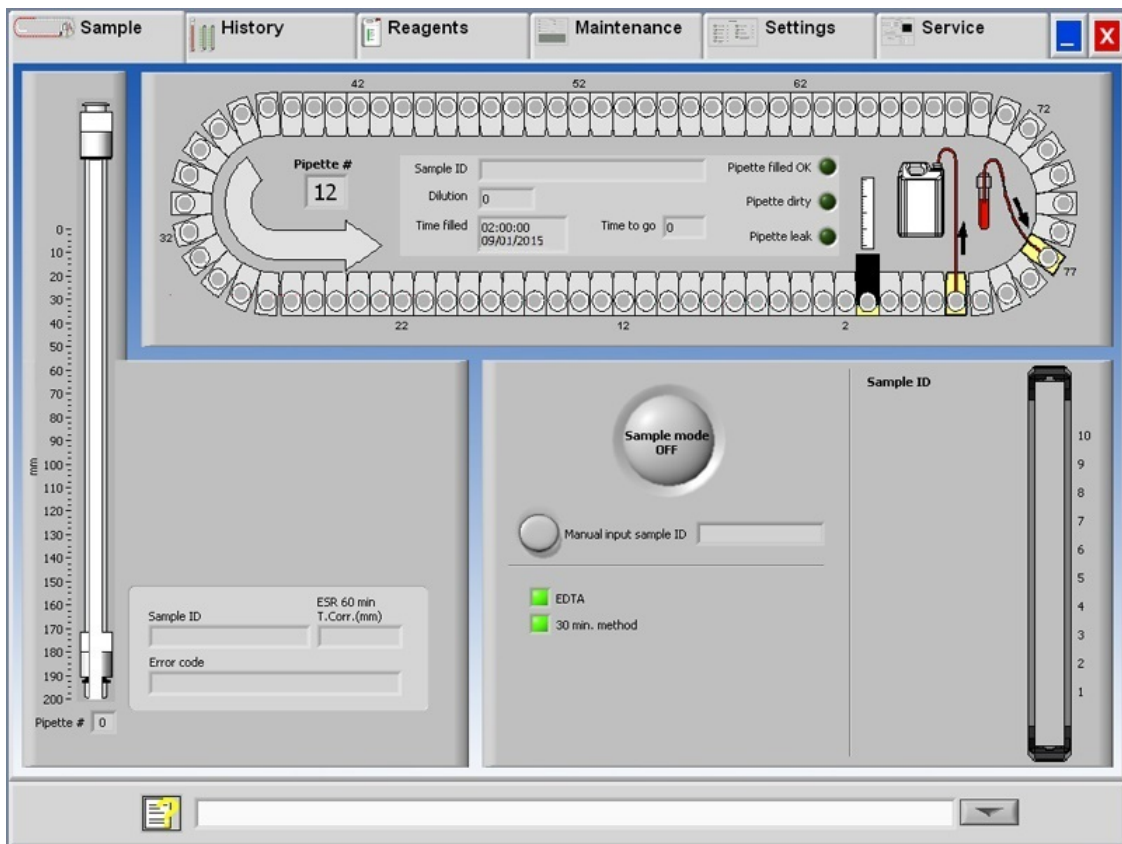 Sample
History
Reagents
Maintenance
Settings
Service
X
42
52
62
72
Pipette #
12
Sample ID
Dilution
0
Time filled
02:00:00
09/01/2015
Time to go
0
Pipette filled OK
Pipette dirty
Pipette leak
32
77
22
12
2
0
10
20
30
40
50
60
70
80
90
100
110
120
130
140
150
160
170
180
190
200
mm
Pipette #
0
Sample ID
ESR 60 min
T.Corr.(mm)
Error code
Sample mode
OFF
Manual input sample ID
EDTA
30 min. method
Sample ID
10
9
8
7
6
5
4
3
2
1
?